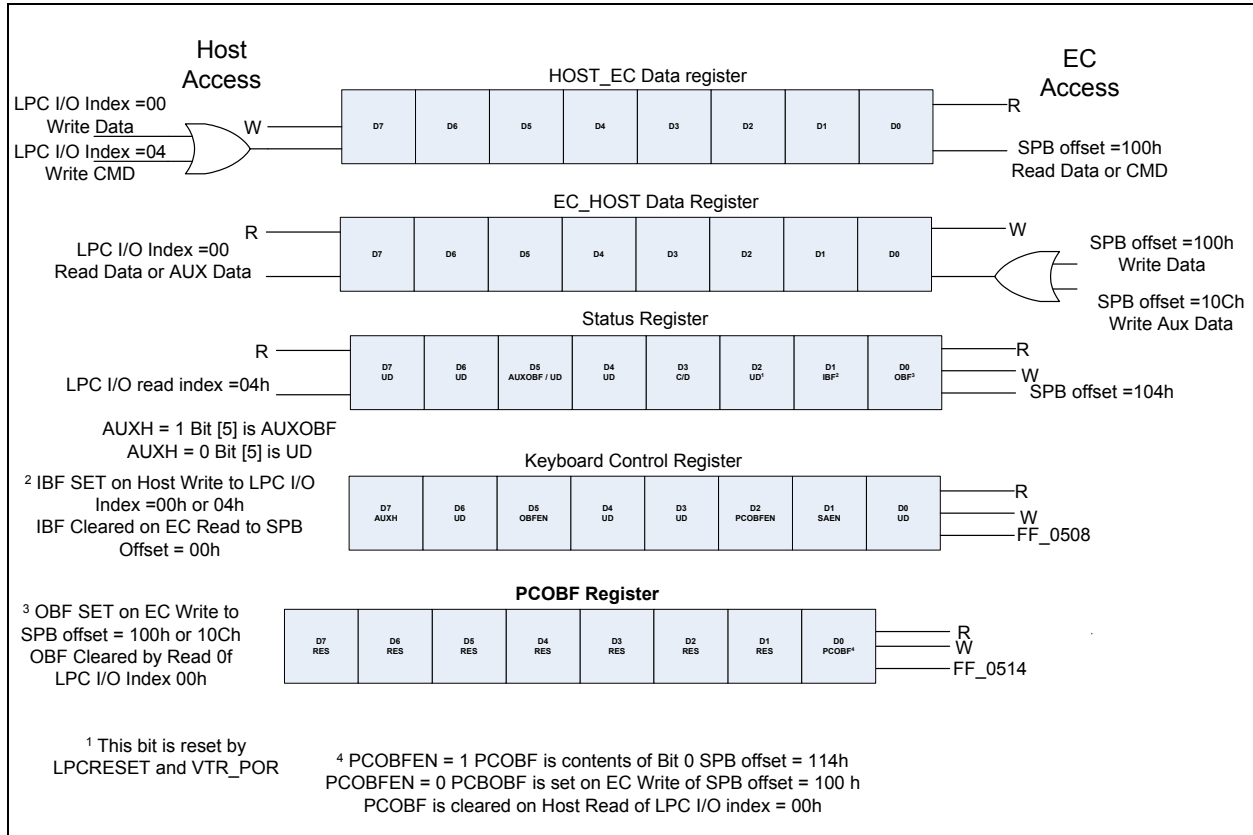 Host
Access
EC
Access
HOST_EC Data register
LPC I/O Index =00
Write Data
LPC I/O Index =04
Write CMD
W
D7 D6 D5 D4 D3 D2 D1 D0
R
SPB offset =100h
Read Data or CMD
EC_HOST Data Register
R
LPC I/O Index =00
Read Data or AUX Data
D7 D6 D5 D4 D3 D2 D1 D0
W
SPB offset =100h
Write Data
SPB offset =10Ch
Write Aux Data
Status Register
R
LPC I/O read index =04h
D7 D6 D5 D4 D3 D2 D1 D0
UD UD AUXOBF / UD UD C/D UD¹ IBF² OBF³
R
W
SPB offset =104h
AUXH = 1 Bit [5] is AUXOBF
AUXH = 0 Bit [5] is UD
Keyboard Control Register
² IBF SET on Host Write to LPC I/O
Index =00h or 04h
IBF Cleared on EC Read to SPB
Offset = 00h
D7 D6 D5 D4 D3 D2 D1 D0
AUXH UD OBFEN UD UD PCOBFEN SAEN UD
R
W
FF_0508
PCOBF Register
³ OBF SET on EC Write to
SPB offset = 100h or 10Ch
OBF Cleared by Read 0f
LPC I/O Index 00h
D7 D6 D5 D4 D3 D2 D1 D0
RES RES RES RES RES RES RES PCOBF⁴
R
W
FF_0514
¹ This bit is reset by
LPCRESET and VTR_POR
⁴ PCOBFEN = 1 PCOBF is contents of Bit 0 SPB offset = 114h
PCOBFEN = 0 PCBOBF is set on EC Write of SPB offset = 100 h
PCOBF is cleared on Host Read of LPC I/O index = 00h